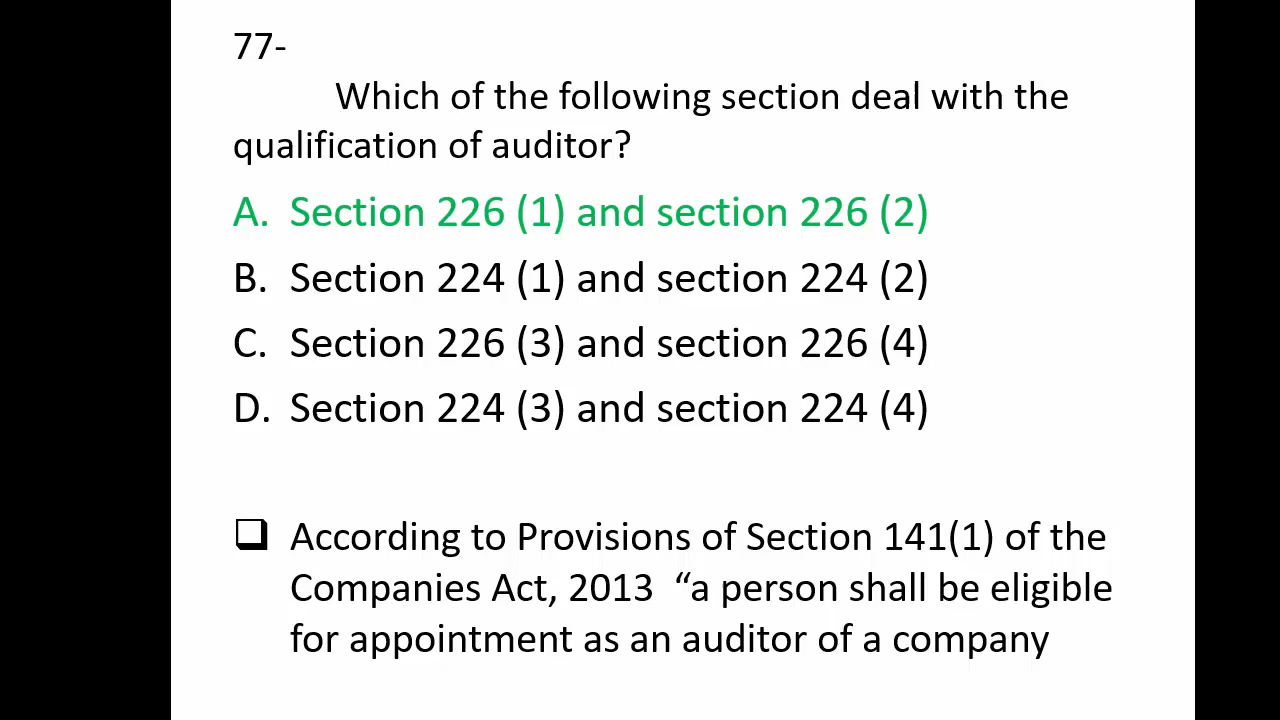 77-
Which of the following section deal with the
qualification of auditor?
A. Section 226 (1) and section 226 (2)
B. Section 224 (1) and section 224 (2)
C. Section 226 (3) and section 226 (4)
D. Section 224 (3) and section 224 (4)
❑ According to Provisions of Section 141(1) of the
Companies Act, 2013 “a person shall be eligible
for appointment as an auditor of a company